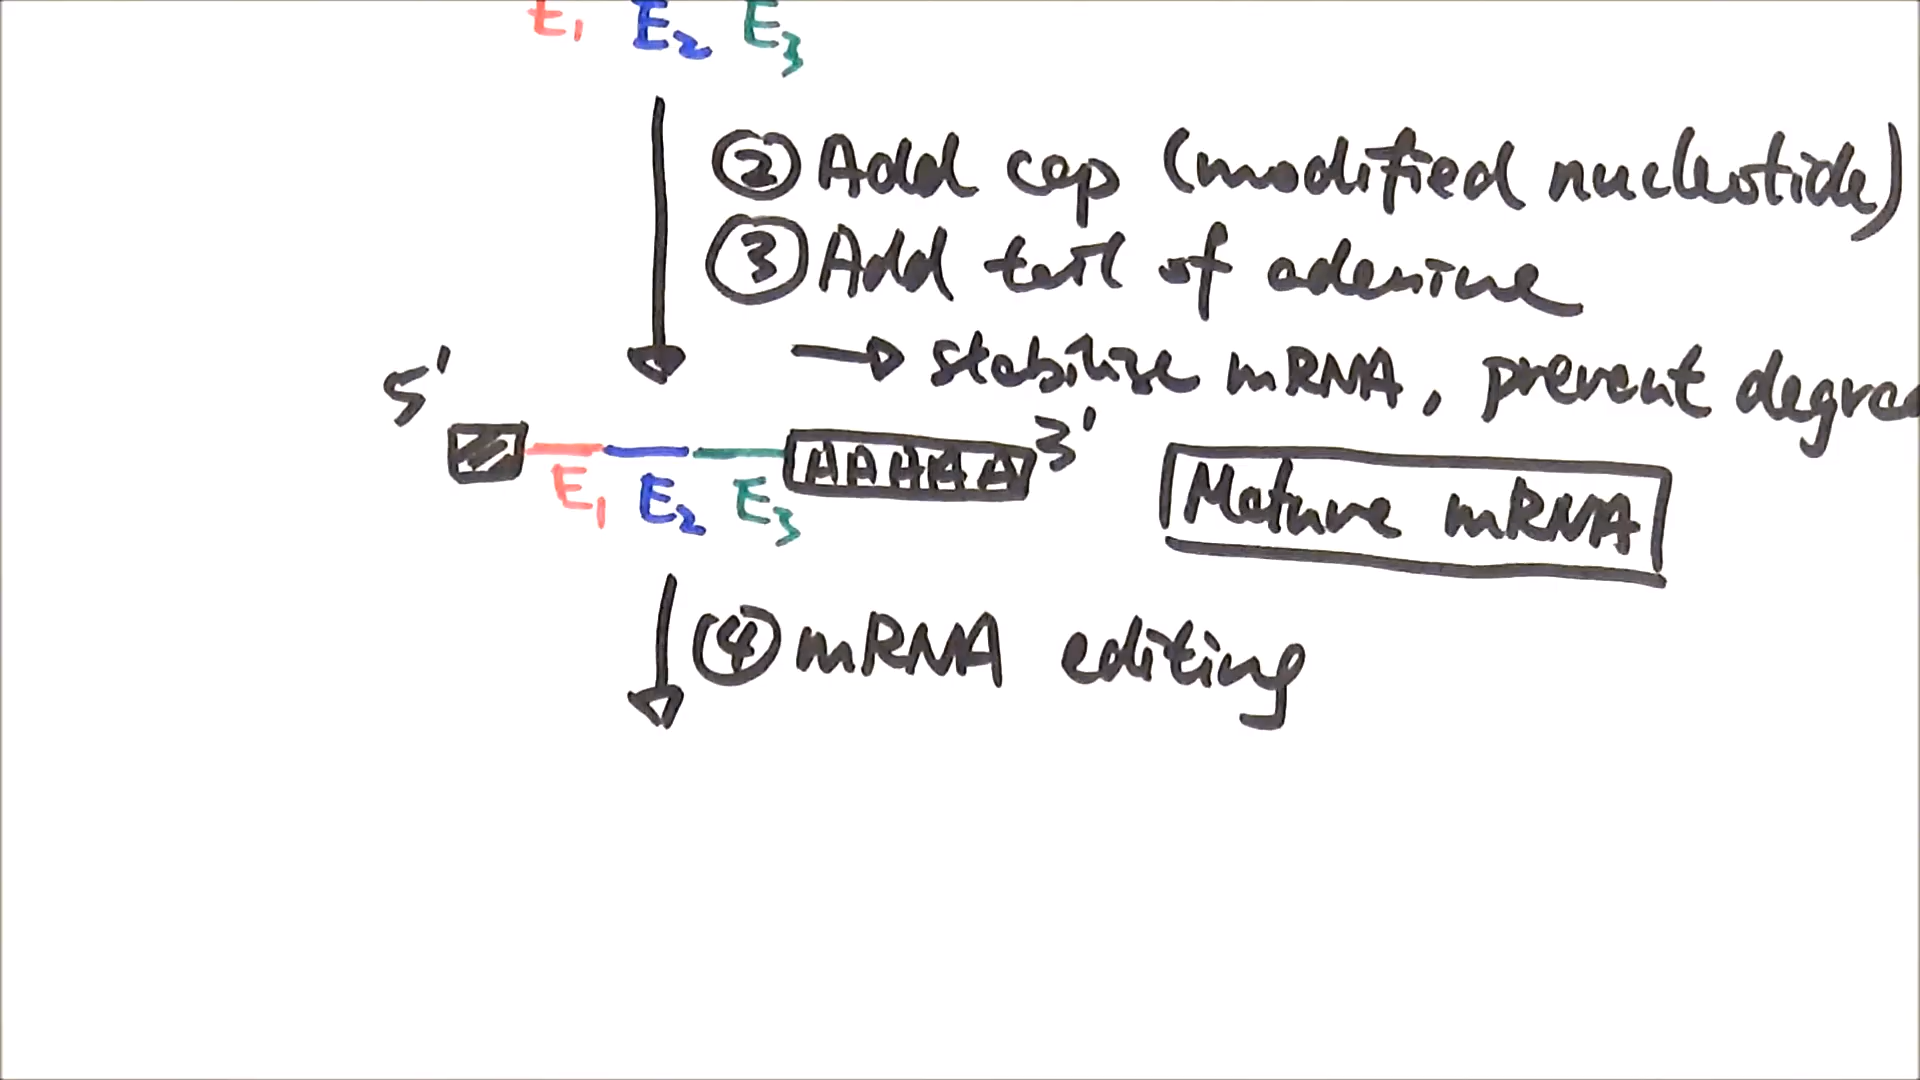 E1 E2 E3
② Add cap (modified nucleotide)
③ Add tail of adenine
→ stabilize mRNA, prevent degra
5' AAAAA 3'
E1 E2 E3
Mature mRNA
④ mRNA editing